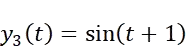 y₃(t) = sin(t + 1)